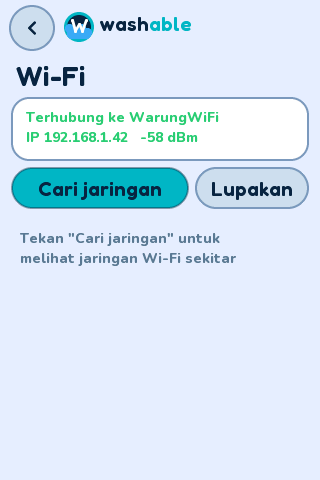 washable
Wi-Fi
Terhubung ke WarungWiFi
IP 192.168.1.42 -58 dBm
Cari jaringan
Lupakan
Tekan "Cari jaringan" untuk
melihat jaringan Wi-Fi sekitar